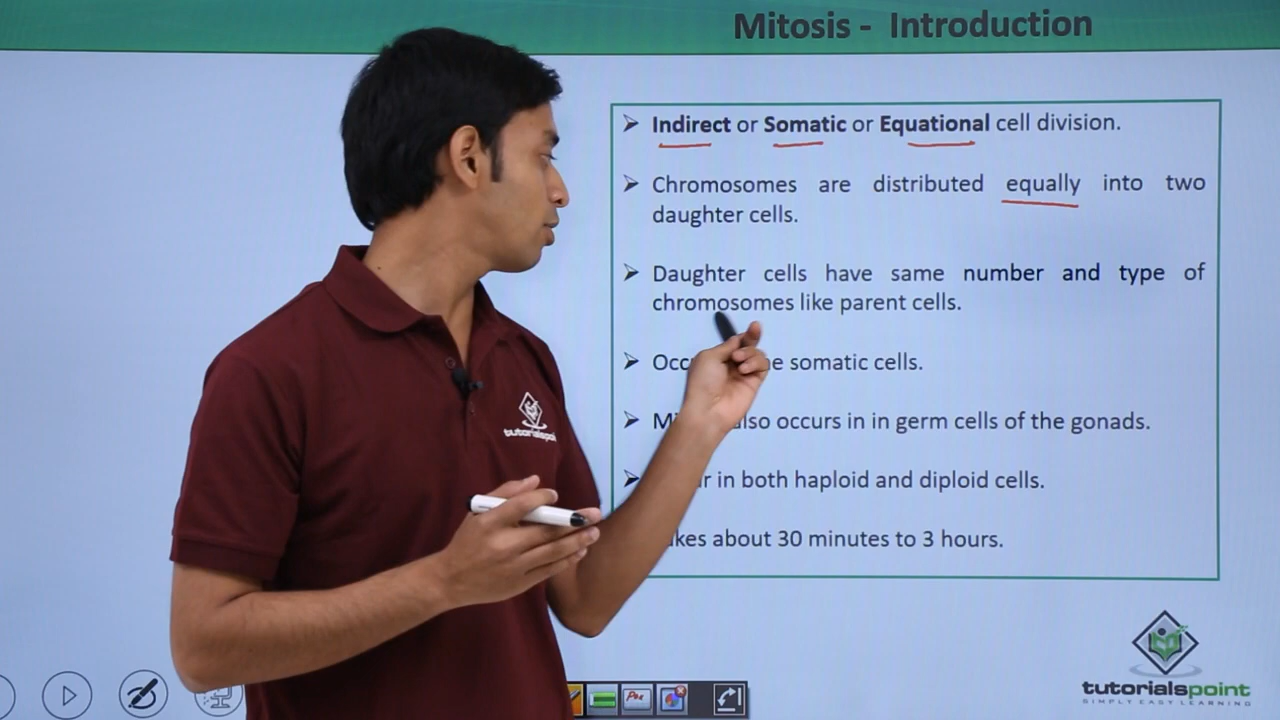 Mitosis - Introduction
➢ Indirect or Somatic or Equational cell division.
➢ Chromosomes are distributed equally into two
daughter cells.
➢ Daughter cells have same number and type of
chromosomes like parent cells.
➢ somatic cells.
➢ also occurs in in germ cells of the gonads.
➢ in both haploid and diploid cells.
about 30 minutes to 3 hours.
tutorialspoint
tutorialspoint
SIMPLY EASY LEARNING
Pen